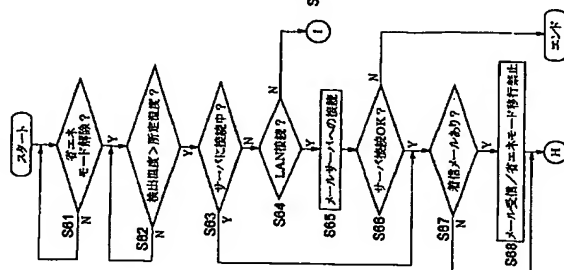 スタート
S61
省エネ
モード解除?
Y
N
S62
検出温度>所定温度?
Y
N
S63
サーバに接続中?
Y
N
S64
LAN接続?
N
Y
I
S
S65
メールサーバへの接続
S66
サーバ接続OK?
N
Y
S67
着信メールあり?
N
Y
S68
メール受信/省エネモード移行禁止
H
エンド